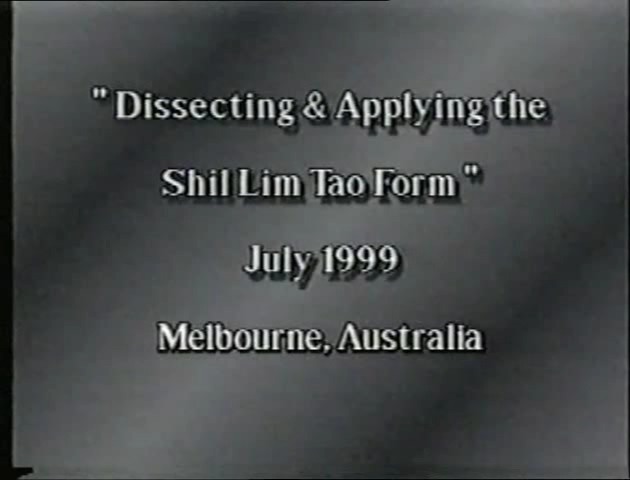 " Dissecting & Applying the
Shil Lim Tao Form "
July 1999
Melbourne, Australia